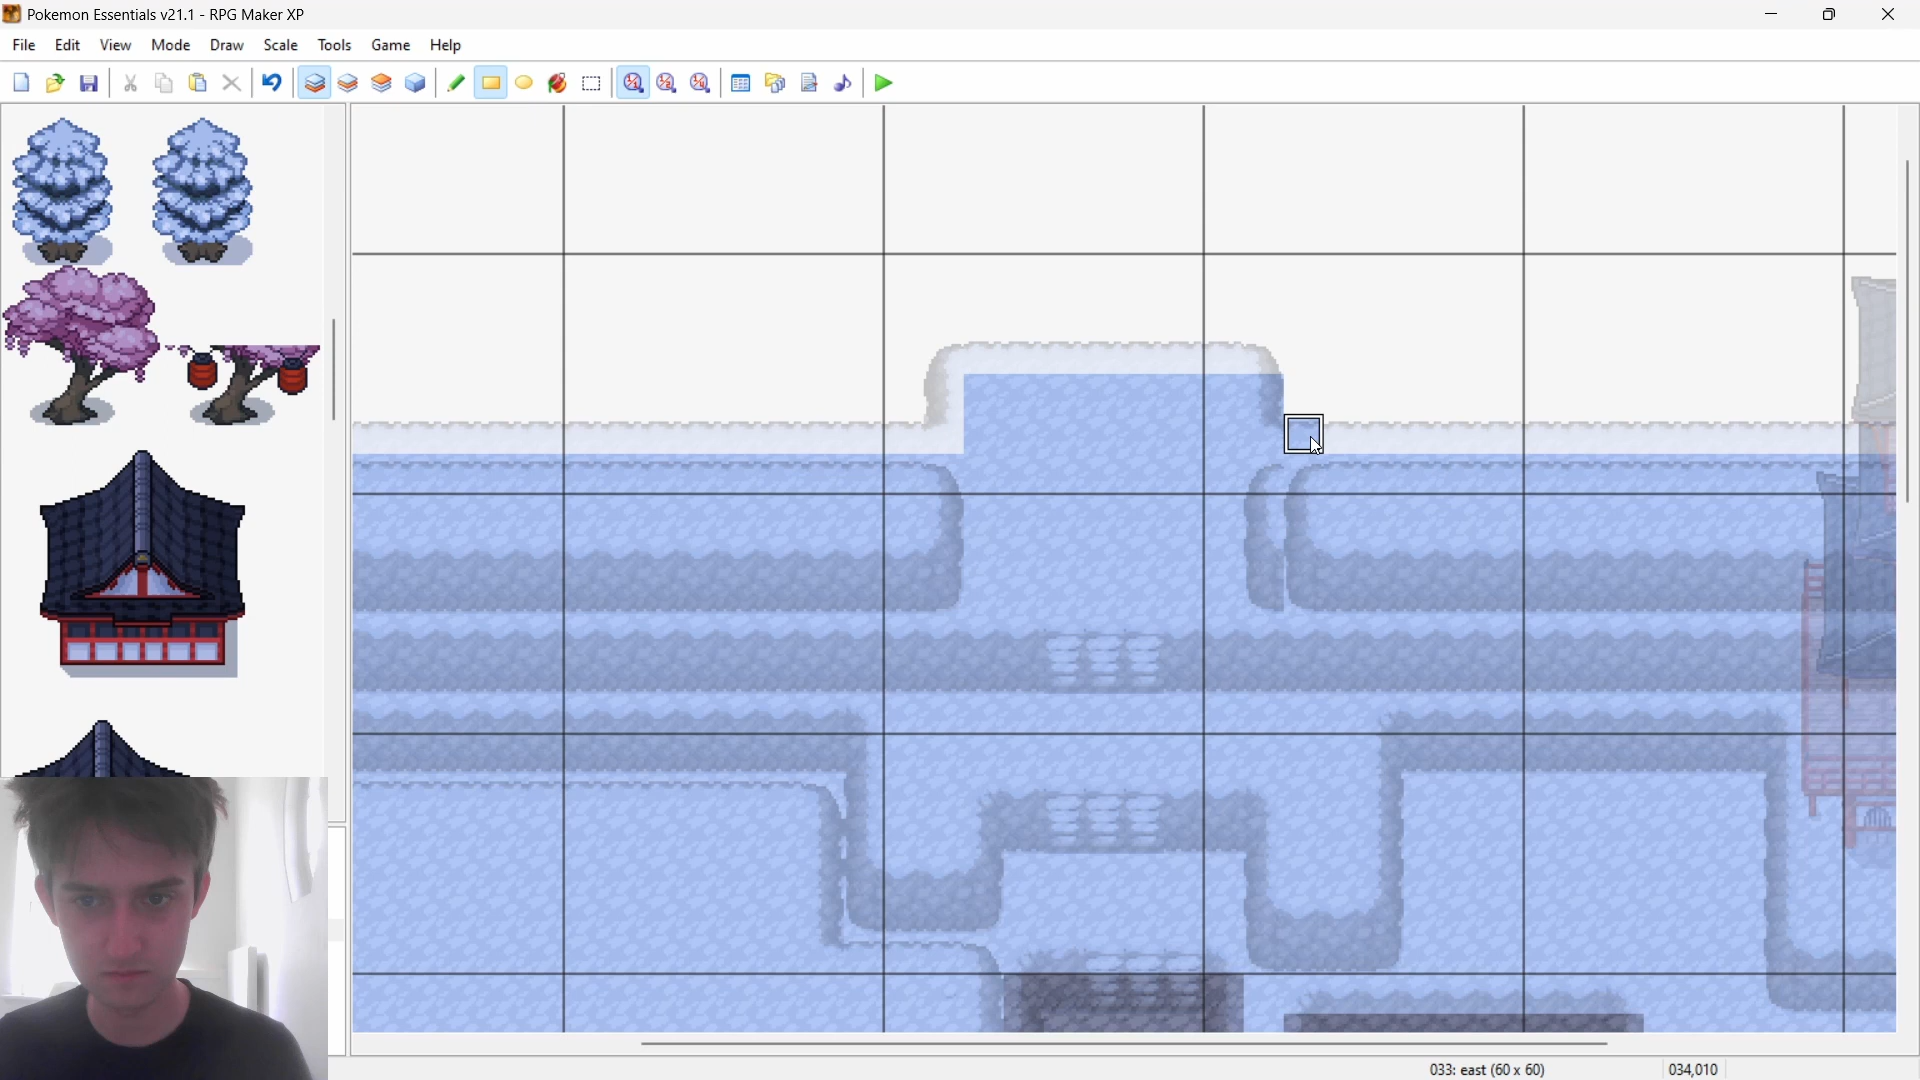 Pokemon Essentials v21.1 - RPG Maker XP
File Edit View Mode Draw Scale Tools Game Help
033: east (60 x 60) 034,010